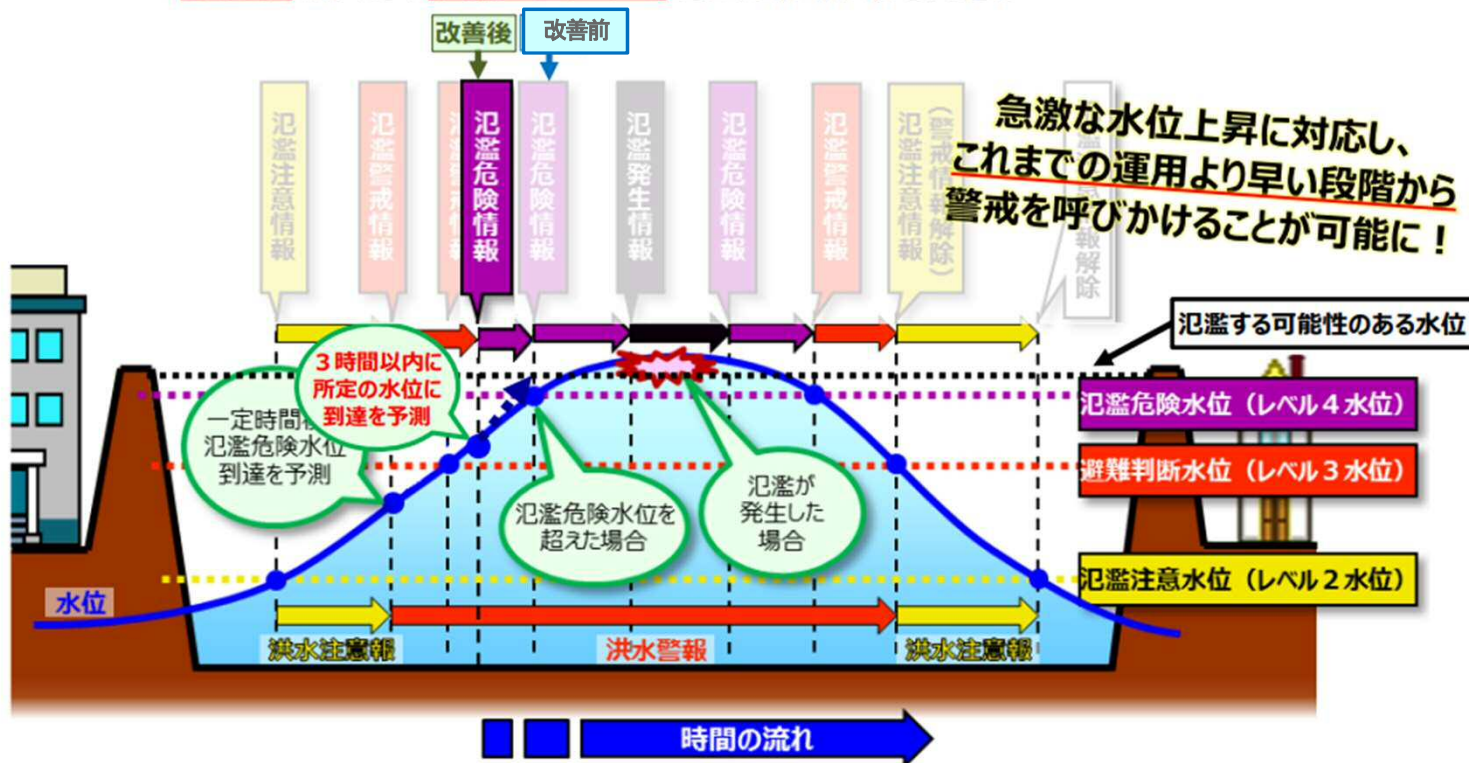 改善後
改善前
氾濫注意情報
氾濫警戒情報
氾濫危険情報
氾濫危険情報
氾濫発生情報
氾濫危険情報
氾濫警戒情報
氾濫注意情報
(警戒情報解除)
報解除
急激な水位上昇に対応し、
これまでの運用より早い段階から
警戒を呼びかけることが可能に！
氾濫する可能性のある水位
3時間以内に
所定の水位に
到達を予測
一定時間
氾濫危険水位
到達を予測
氾濫危険水位（レベル4水位）
避難判断水位（レベル3水位）
氾濫が
発生した
場合
氾濫危険水位を
超えた場合
氾濫注意水位（レベル2水位）
水位
洪水注意報
洪水警報
洪水注意報
時間の流れ